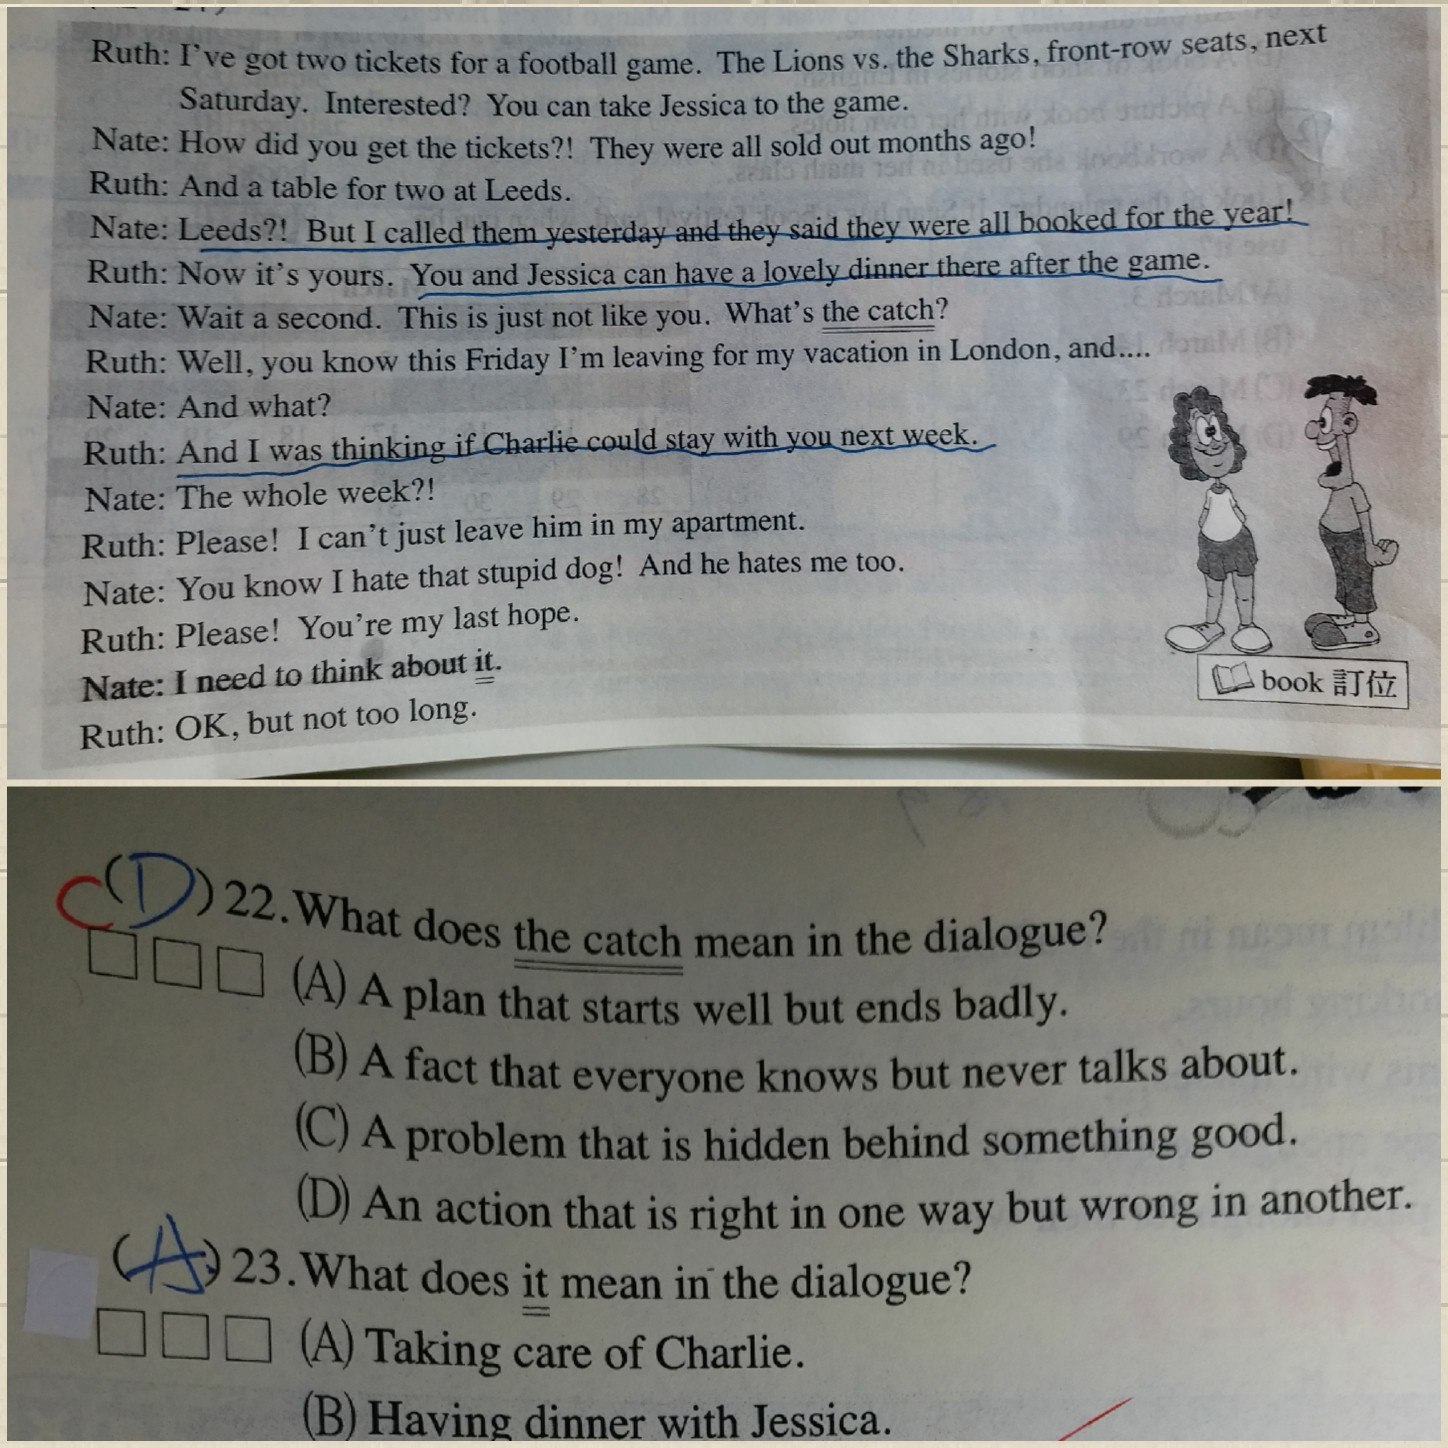 Ruth: I've got two tickets for a football game. The Lions vs. the Sharks, front-row seats, next
Saturday. Interested? You can take Jessica to the game.
Nate: How did you get the tickets?! They were all sold out months ago!
Ruth: And a table for two at Leeds.
Nate: Leeds?! But I called them yesterday and they said they were all booked for the year!
Ruth: Now it's yours. You and Jessica can have a lovely dinner there after the game.
Nate: Wait a second. This is just not like you. What's the catch?
Ruth: Well, you know this Friday I'm leaving for my vacation in London, and....
Nate: And what?
Ruth: And I was thinking if Charlie could stay with you next week.
Nate: The whole week?!
Ruth: Please! I can't just leave him in my apartment.
Nate: You know I hate that stupid dog! And he hates me too.
Ruth: Please! You're my last hope.
Nate: I need to think about it.
Ruth: OK, but not too long.
book 訂位
C(D) 22. What does the catch mean in the dialogue?
(A) A plan that starts well but ends badly.
(B) A fact that everyone knows but never talks about.
(C) A problem that is hidden behind something good.
(D) An action that is right in one way but wrong in another.
(A) 23. What does it mean in the dialogue?
(A) Taking care of Charlie.
(B) Having dinner with Jessica.